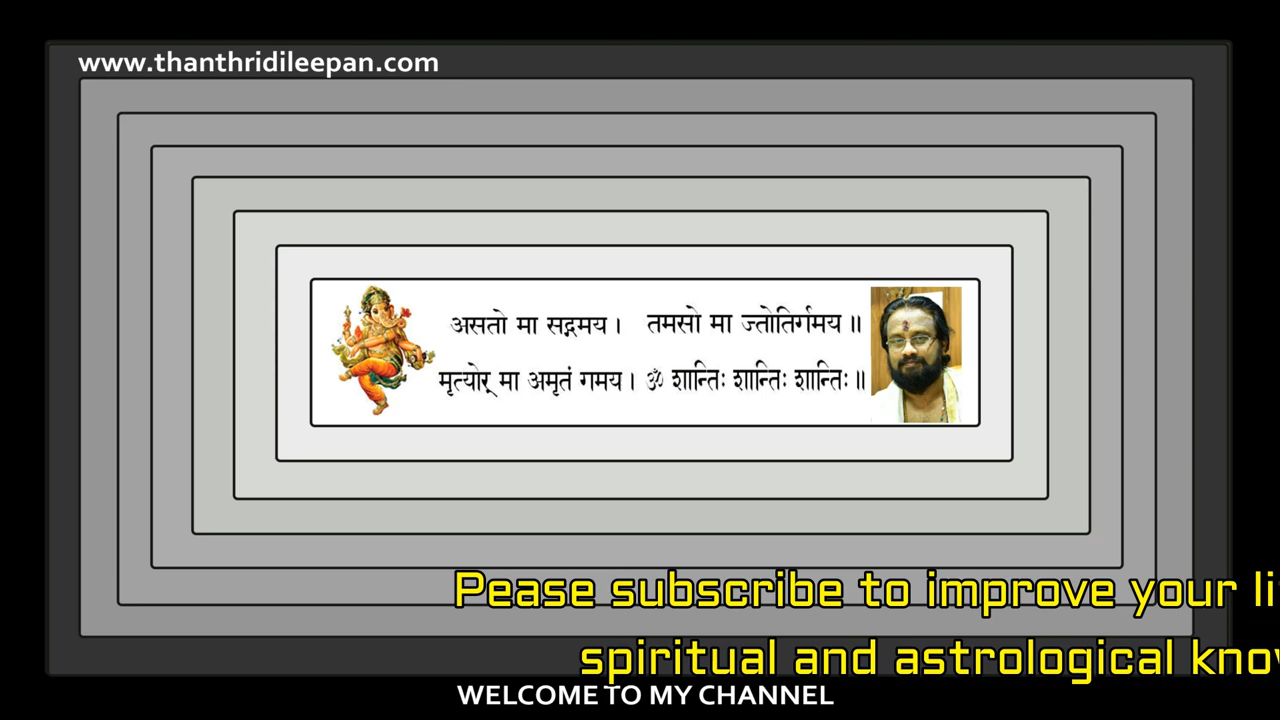 www.thanthridileepan.com
असतो मा सद्गमय। तमसो मा ज्तोतिर्गमय॥
मृत्योर् मा अमृतं गमय। ॐ शान्तिः शान्तिः शान्तिः॥
Pease subscribe to improve your
spiritual and astrological
WELCOME TO MY CHANNEL